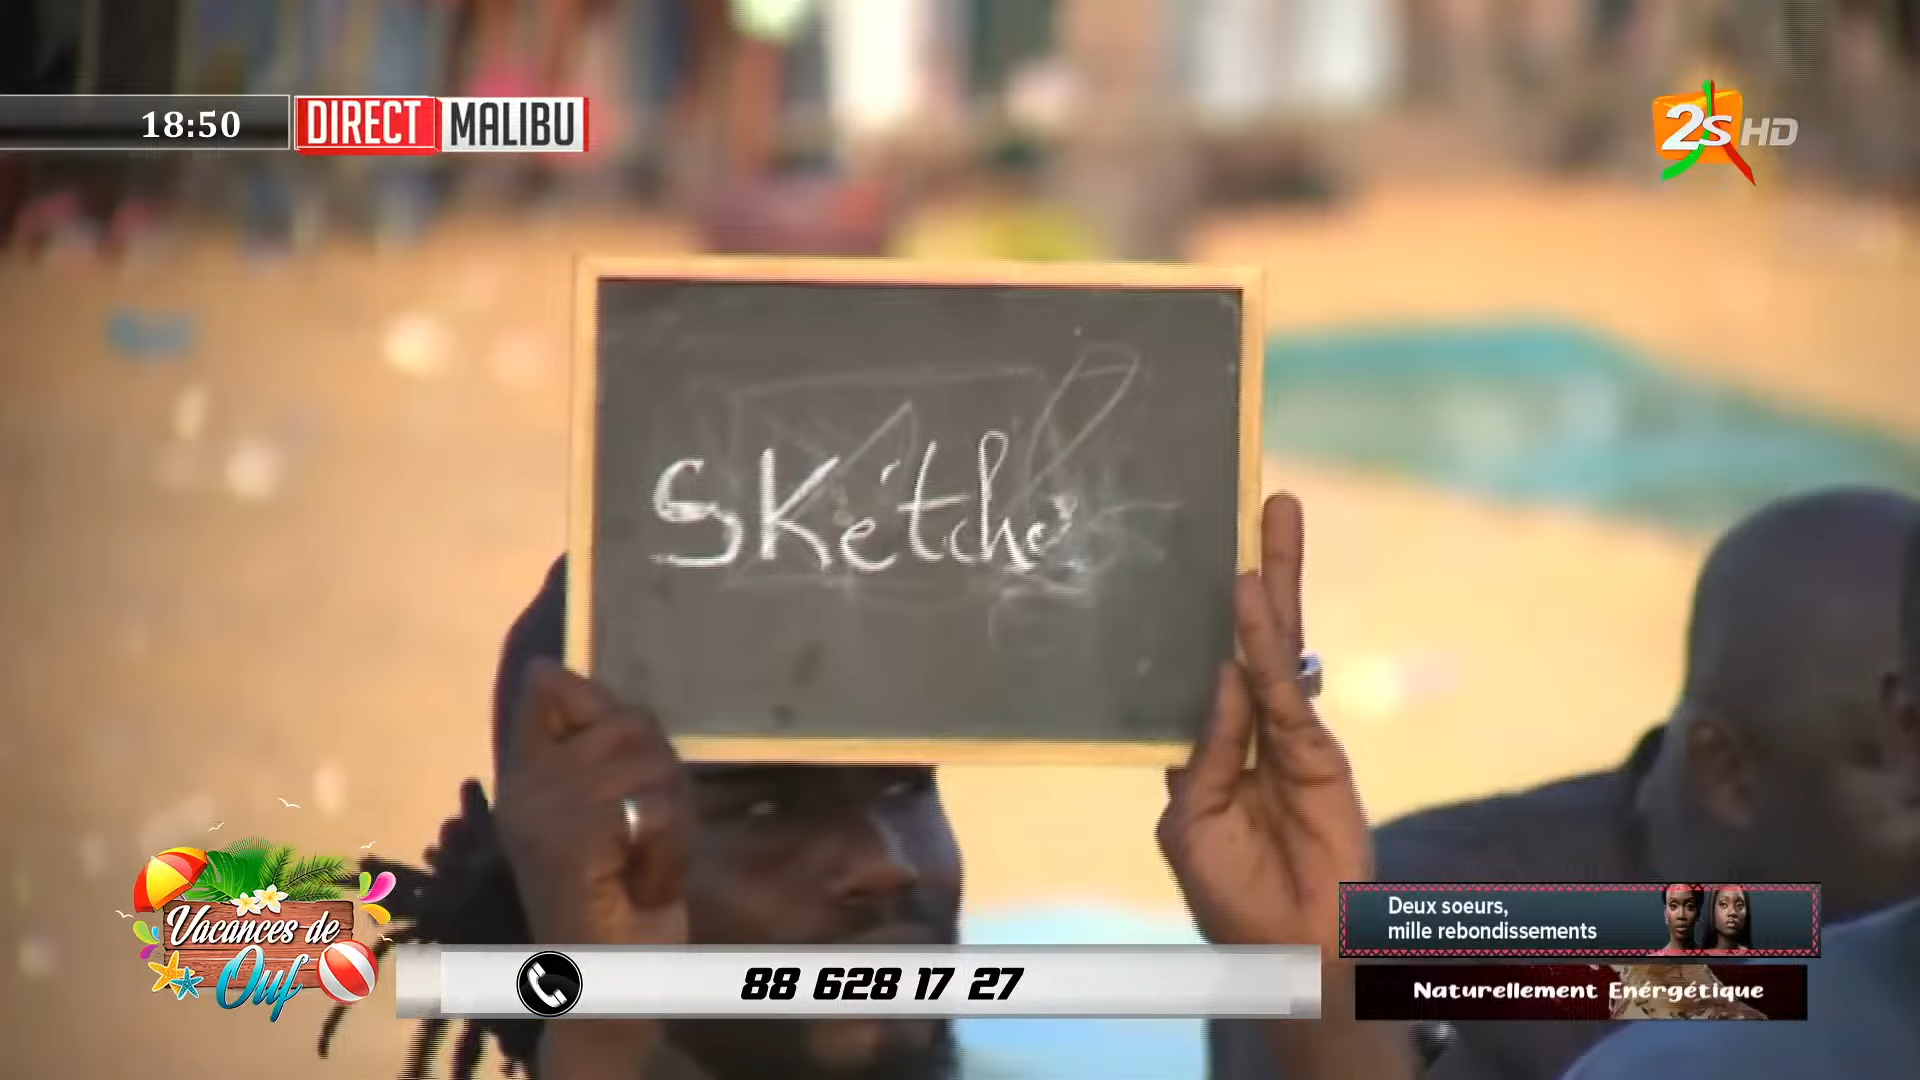 18:50
DIRECT MALIBU
2S HD
Skétche
Vacances de
Ouf
88 628 17 27
Deux soeurs,
mille rebondissements
Naturellement Enérgétique